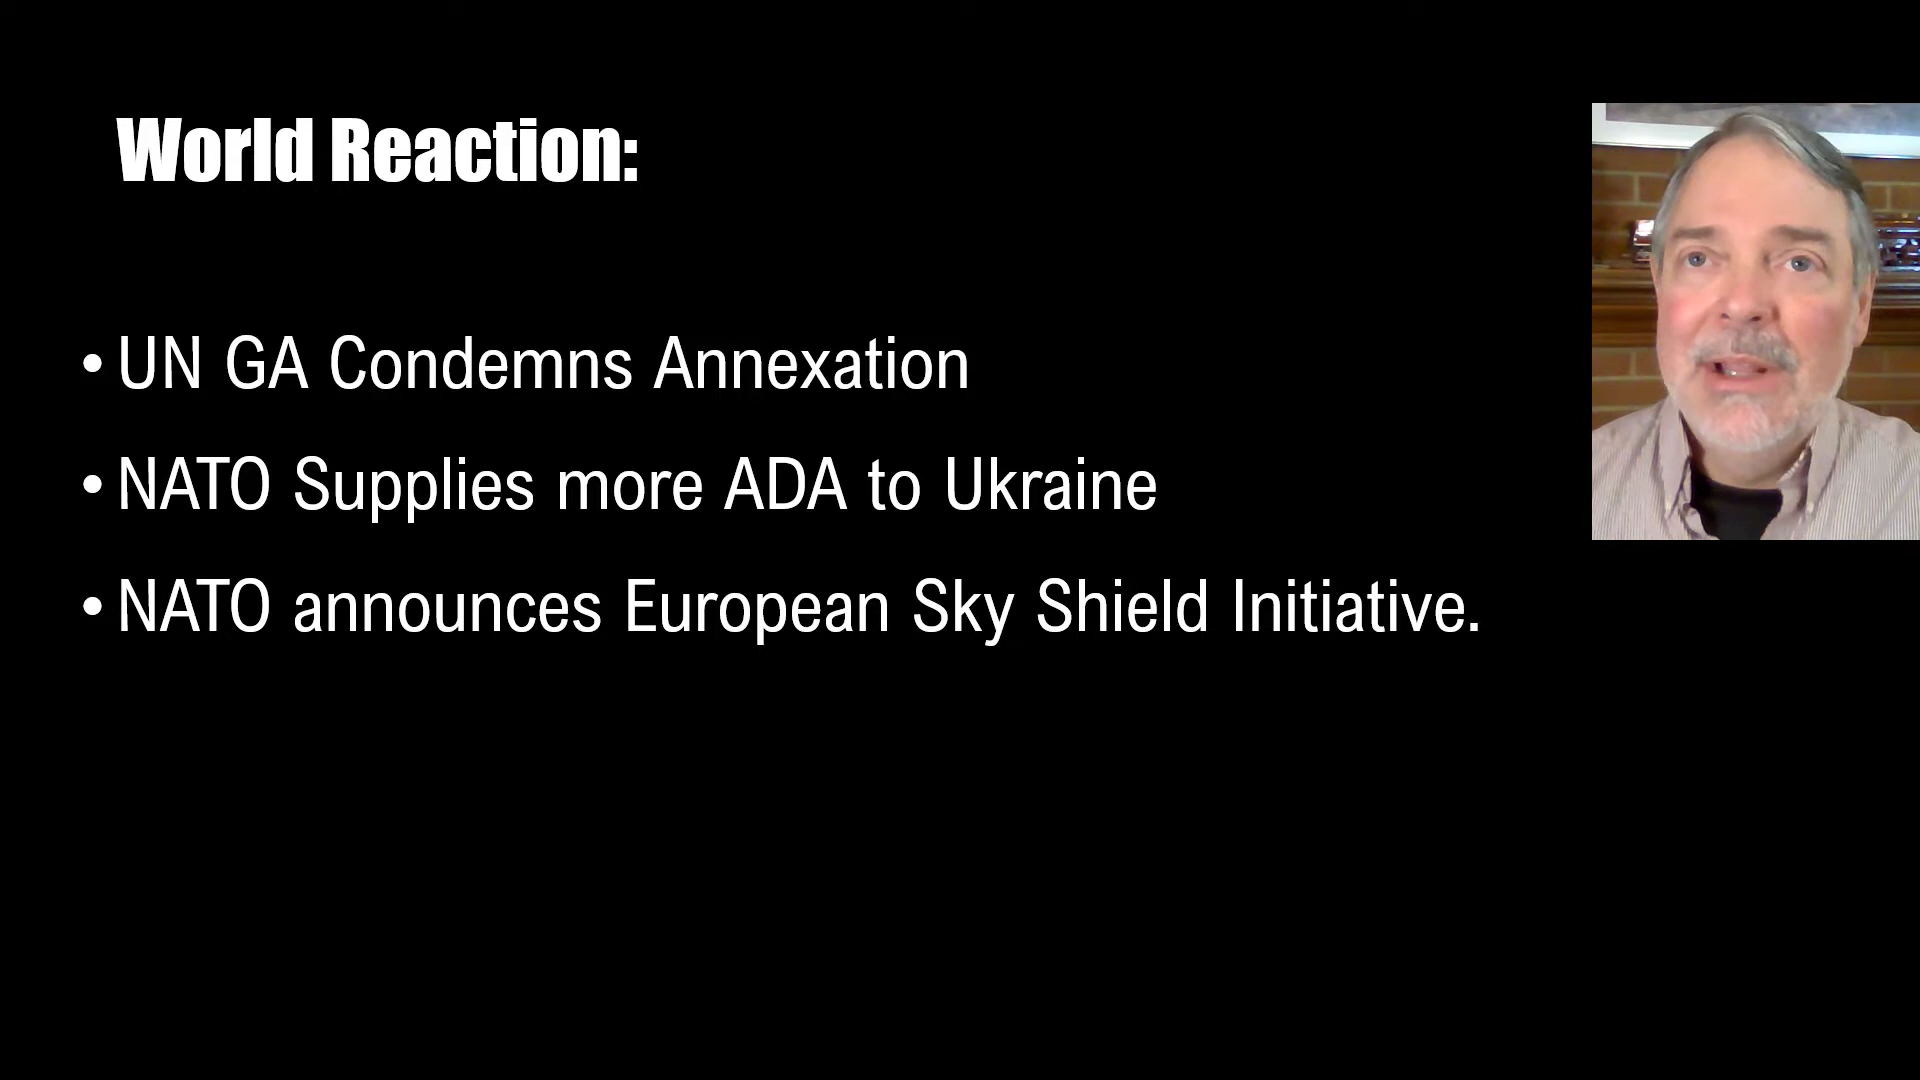 World Reaction:
• UN GA Condemns Annexation
• NATO Supplies more ADA to Ukraine
• NATO announces European Sky Shield Initiative.